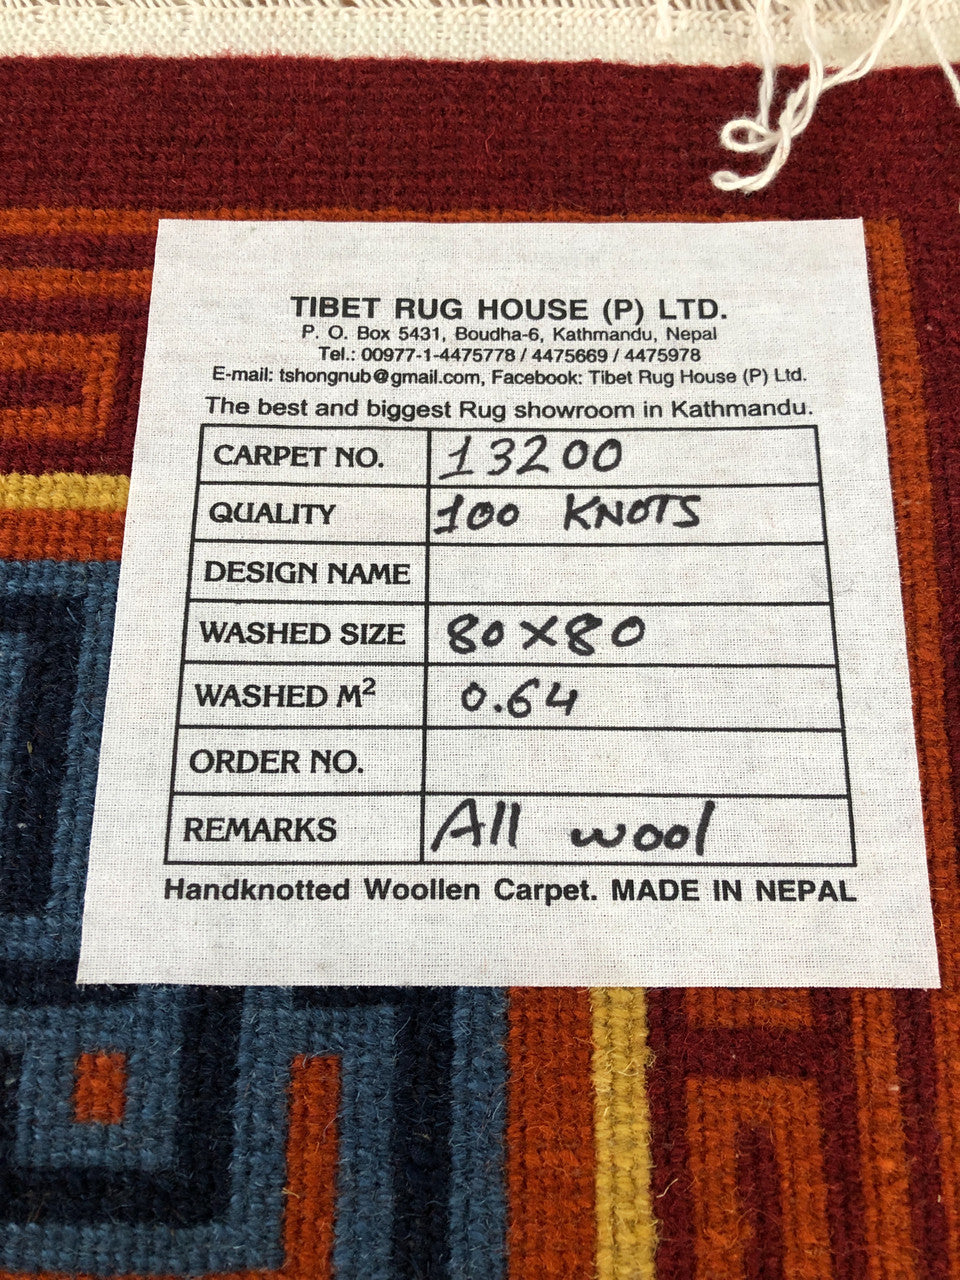 TIBET RUG HOUSE (P) LTD.
P. O. Box 5431, Boudha-6, Kathmandu, Nepal
Tel.: 00977-1-4475778 / 4475669 / 4475978
E-mail: tshongnub@gmail.com, Facebook: Tibet Rug House (P) Ltd.
The best and biggest Rug showroom in Kathmandu.
CARPET NO. 13200
QUALITY 100 KNOTS
DESIGN NAME
WASHED SIZE 80X80
WASHED M² 0.64
ORDER NO.
REMARKS All wool
Handknotted Woollen Carpet. MADE IN NEPAL